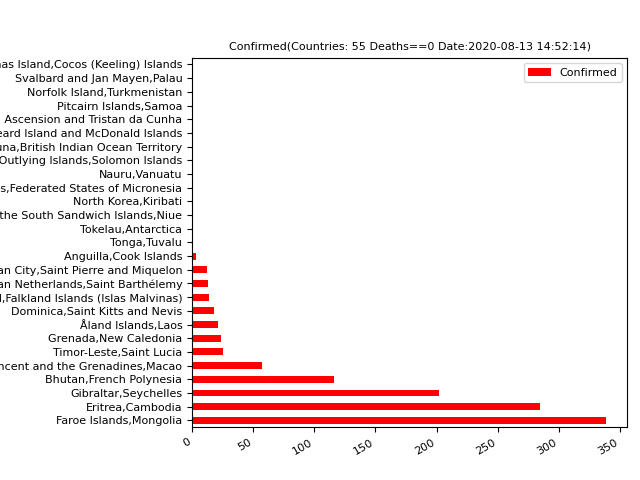 Confirmed(Countries: 55 Deaths==0 Date:2020-08-13 14:52:14)
Confirmed
Island,Cocos (Keeling) Islands
Svalbard and Jan Mayen,Palau
Norfolk Island,Turkmenistan
Pitcairn Islands,Samoa
Ascension and Tristan da Cunha
Island and McDonald Islands
British Indian Ocean Territory
Outlying Islands,Solomon Islands
Nauru,Vanuatu
Federated States of Micronesia
North Korea,Kiribati
the South Sandwich Islands,Niue
Tokelau,Antarctica
Tonga,Tuvalu
Anguilla,Cook Islands
City,Saint Pierre and Miquelon
Netherlands,Saint Barthélemy
Falkland Islands (Islas Malvinas)
Dominica,Saint Kitts and Nevis
Åland Islands,Laos
Grenada,New Caledonia
Timor-Leste,Saint Lucia
and the Grenadines,Macao
Bhutan,French Polynesia
Gibraltar,Seychelles
Eritrea,Cambodia
Faroe Islands,Mongolia
0 50 100 150 200 250 300 350